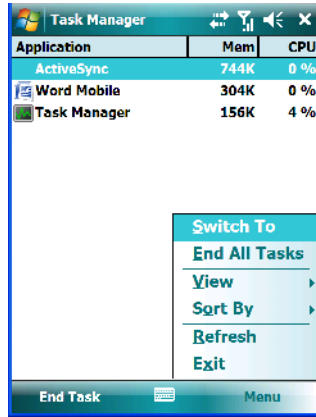 Task Manager
Application Mem CPU
ActiveSync 744K 0 %
Word Mobile 304K 0 %
Task Manager 156K 4 %
Switch To
End All Tasks
View
Sort By
Refresh
Exit
End Task Menu